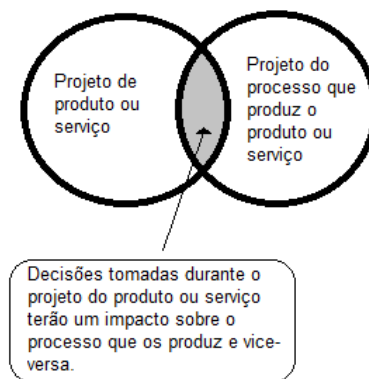 Projeto de
produto ou
serviço
Projeto do
processo que
produz o
produto ou
serviço
Decisões tomadas durante o
projeto do produto ou serviço
terão um impacto sobre o
processo que os produz e vice-
versa.